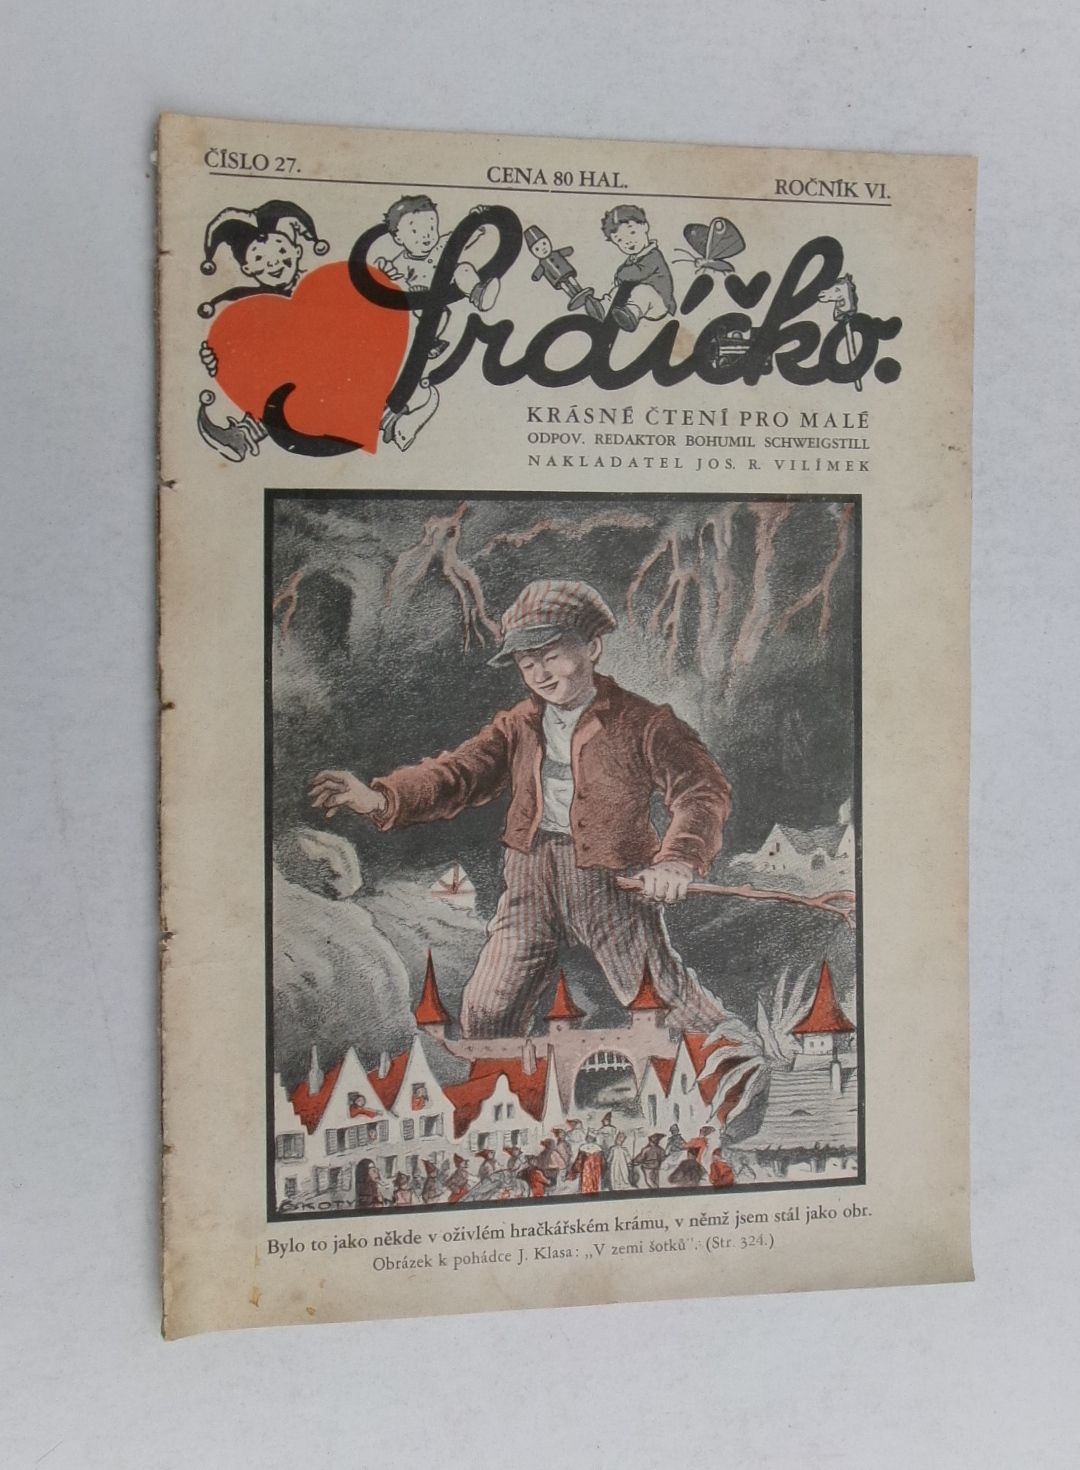 ČÍSLO 27.
CENA 80 HAL.
ROČNÍK VI.
Srdíčko.
KRÁSNÉ ČTENÍ PRO MALÉ
ODPOV. REDAKTOR BOHUMIL SCHWEIGSTILL
NAKLADATEL JOS. R. VILÍMEK
Bylo to jako někde v oživlém hračkářském krámu, v němž jsem stál jako obr.
Obrázek k pohádce J. Klasa: „V zemi šotků". (Str. 324.)